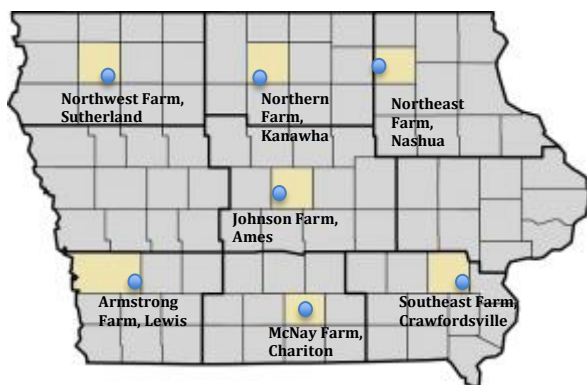 Northwest Farm,
Sutherland
Northern
Farm,
Kanawha
Northeast
Farm,
Nashua
Johnson Farm,
Ames
Armstrong
Farm, Lewis
McNay Farm,
Chariton
Southeast Farm,
Crawfordsville